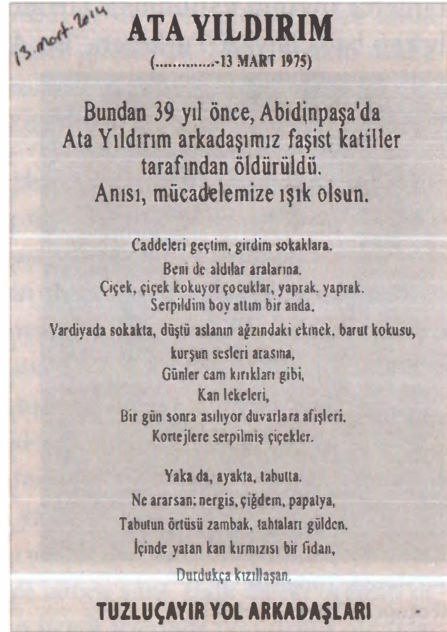 13 mart 2014
ATA YILDIRIM
(..............-13 MART 1975)
Bundan 39 yıl önce, Abidinpaşa'da
Ata Yıldırım arkadaşımız faşist katiller
tarafından öldürüldü.
Anısı, mücadelemize ışık olsun.
Caddeleri geçtim, girdim sokaklara.
Beni de aldılar aralarına.
Çiçek, çiçek kokuyor çocuklar, yaprak, yaprak.
Serpildim boy attım bir anda.
Vardiyada sokakta, düştü aslanın ağzındaki ekmek, barut kokusu,
kurşun sesleri arasına,
Günler cam kırıkları gibi,
Kan lekeleri,
Bir gün sonra asılıyor duvarlara afişleri.
Kortejlere serpilmiş çiçekler.
Yaka da, ayakta, tabutta.
Ne ararsan; nergis, çiğdem, papatya,
Tabutun örtüsü zambak, tahtaları gülden.
İçinde yatan kan kırmızısı bir fidan,
Durdukça kızıllaşan.
TUZLUÇAYIR YOL ARKADAŞLARI